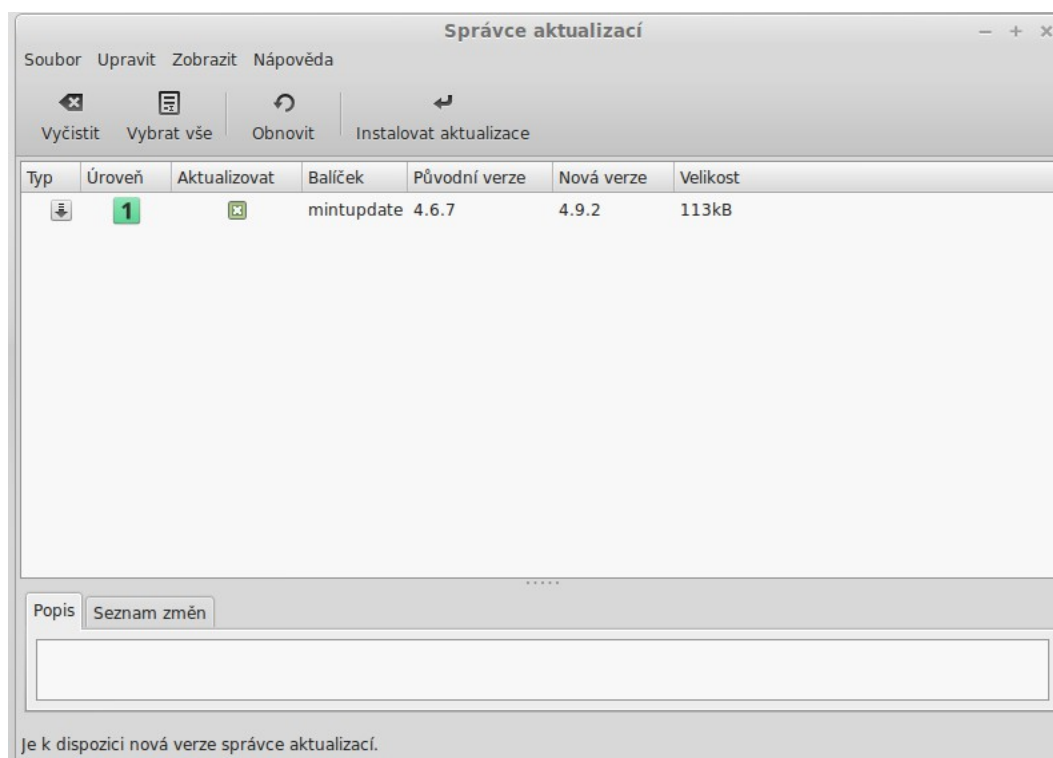 Správce aktualizací
Soubor Upravit Zobrazit Nápověda
Vyčistit Vybrat vše Obnovit Instalovat aktualizace
Typ Úroveň Aktualizovat Balíček Původní verze Nová verze Velikost
1 mintupdate 4.6.7 4.9.2 113kB
Popis Seznam změn
Je k dispozici nová verze správce aktualizací.